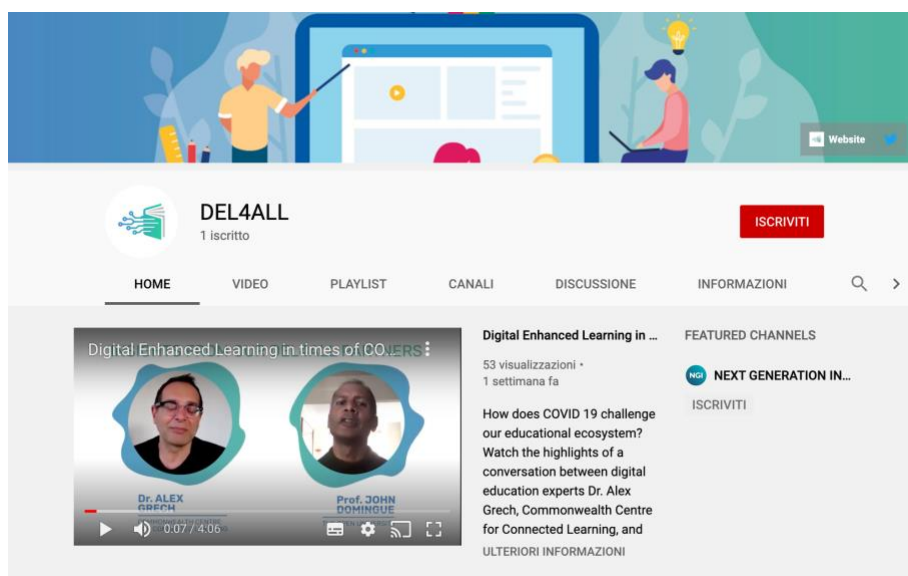 Website
DEL4ALL
1 iscritto
ISCRIVITI
HOME
VIDEO
PLAYLIST
CANALI
DISCUSSIONE
INFORMAZIONI
Digital Enhanced Learning in times of CO...
Dr. ALEX
GRECH
Prof. JOHN
DOMINGUE
0:07 / 4:06
Digital Enhanced Learning in ...
53 visualizzazioni •
1 settimana fa
How does COVID 19 challenge
our educational ecosystem?
Watch the highlights of a
conversation between digital
education experts Dr. Alex
Grech, Commonwealth Centre
for Connected Learning, and
ULTERIORI INFORMAZIONI
FEATURED CHANNELS
NGI
NEXT GENERATION IN...
ISCRIVITI